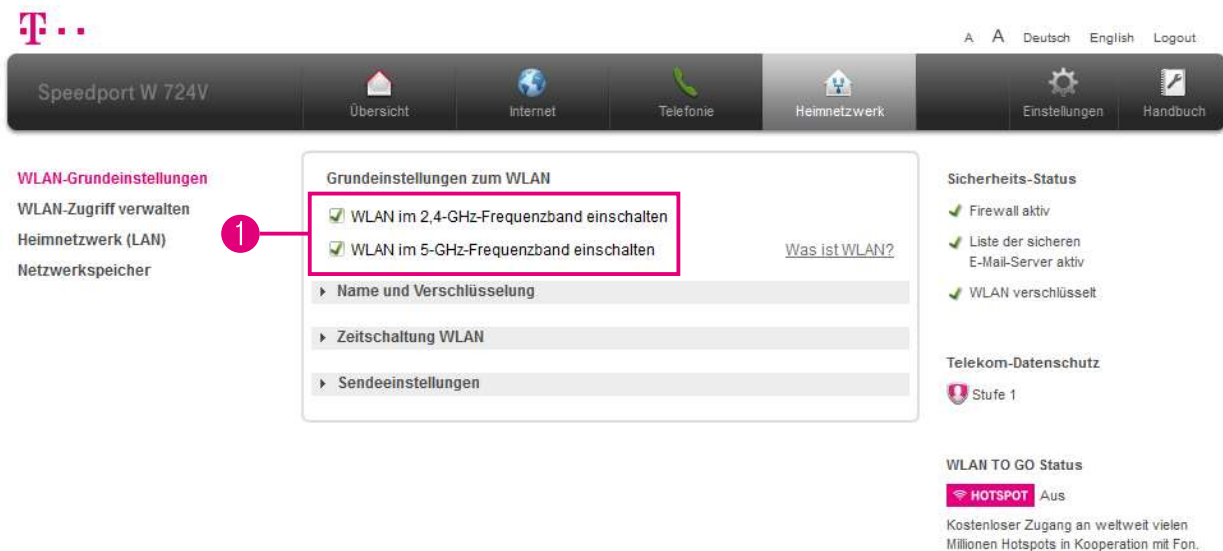 T
A A Deutsch English Logout
Speedport W 724V
Übersicht
Internet
Telefonie
Heimnetzwerk
Einstellungen
Handbuch
WLAN-Grundeinstellungen
WLAN-Zugriff verwalten
Heimnetzwerk (LAN)
Netzwerkspeicher
1
Grundeinstellungen zum WLAN
WLAN im 2,4-GHz-Frequenzband einschalten
WLAN im 5-GHz-Frequenzband einschalten
Was ist WLAN?
Name und Verschlüsselung
Zeitschaltung WLAN
Sendeeinstellungen
Sicherheits-Status
Firewall aktiv
Liste der sicheren
E-Mail-Server aktiv
WLAN verschlüsselt
Telekom-Datenschutz
Stufe 1
WLAN TO GO Status
HOTSPOT Aus
Kostenloser Zugang an weltweit vielen
Millionen Hotspots in Kooperation mit Fon.